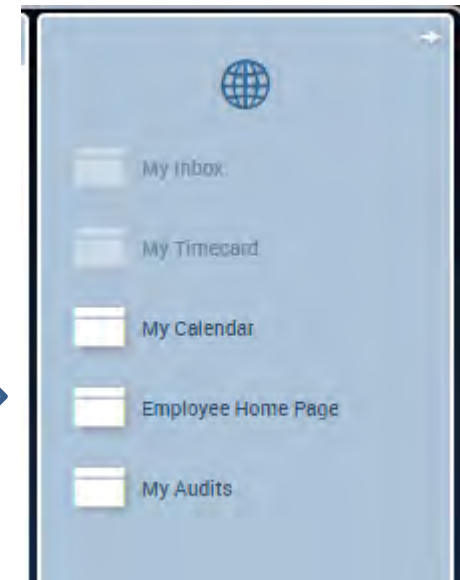 My Inbox
My Timecard
My Calendar
Employee Home Page
My Audits